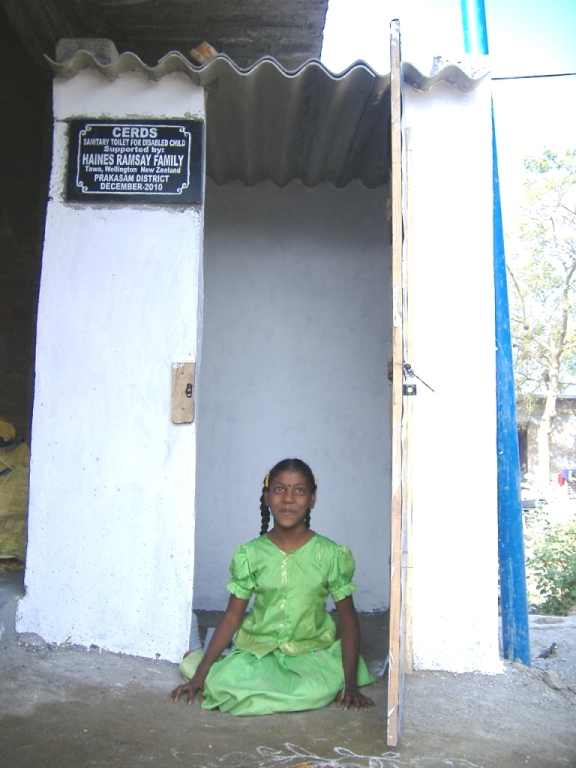 CERDS
SANITARY TOILET FOR DISABLED CHILD
Supported by:
HAINES RAMSAY FAMILY
Tawa, Wellington New Zealand
PRAKASAM DISTRICT
DECEMBER-2010